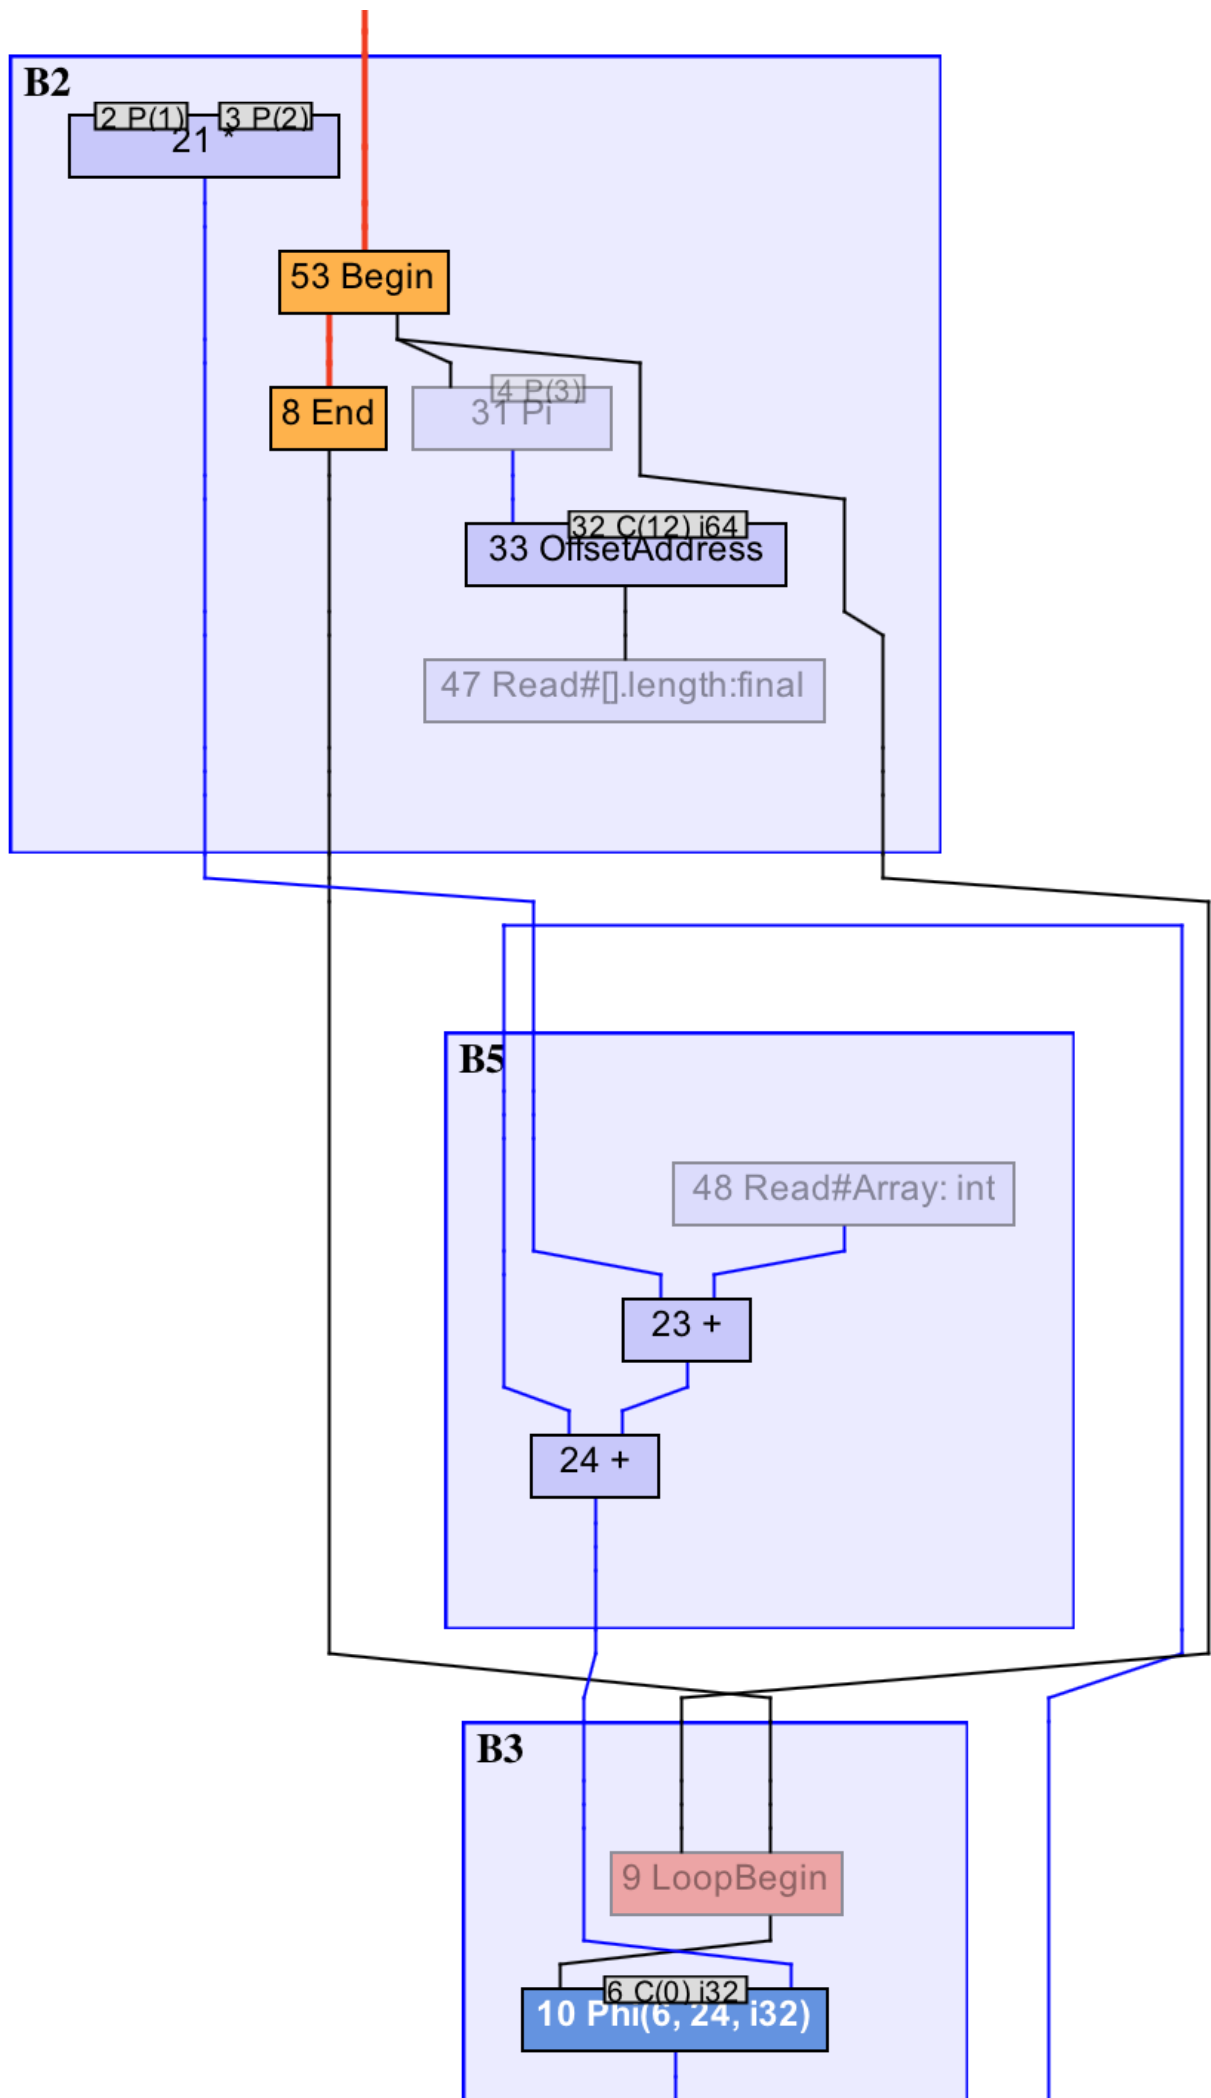 B2
2 P(1)
3 P(2)
21 *
53 Begin
8 End
4 P(3)
31 Pi
32 C(12) i64
33 OffsetAddress
47 Read#[].length:final
B5
48 Read#Array: int
23 +
24 +
B3
9 LoopBegin
6 C(0) i32
10 Phi(6, 24, i32)